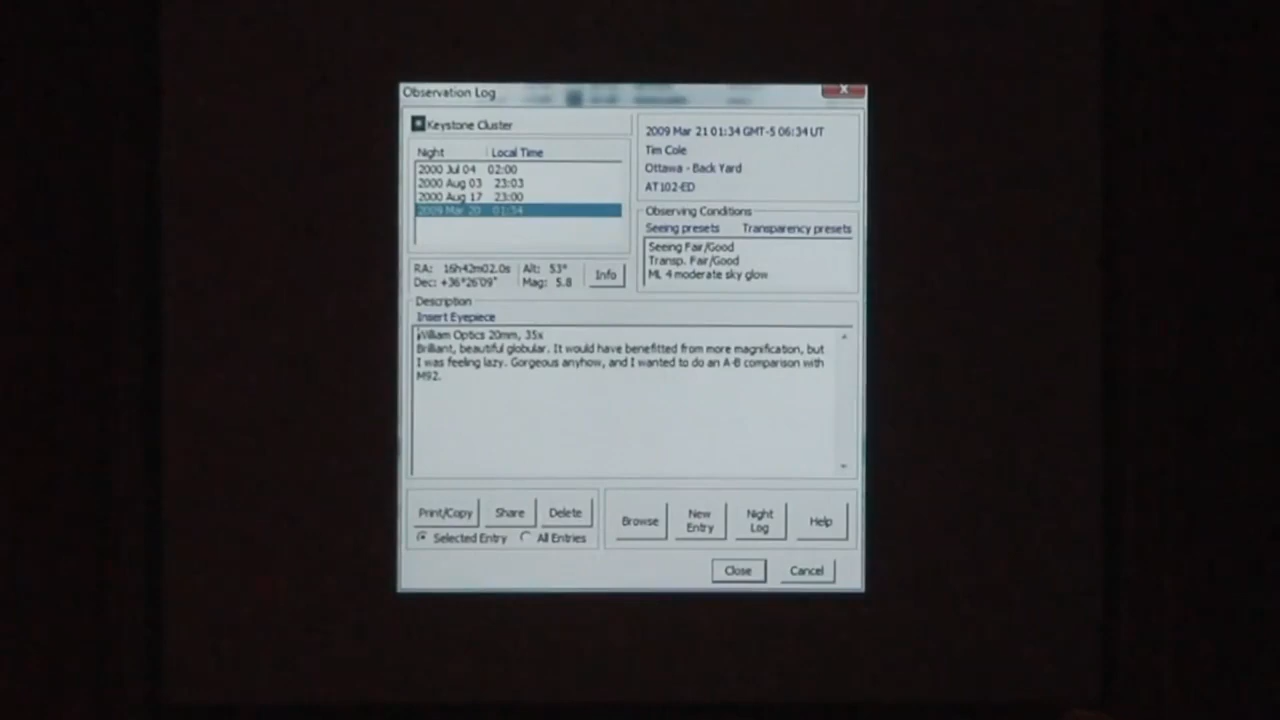 Observation Log
Keystone Cluster
Night Local Time
2000 Jul 04 02:00
2000 Aug 03 23:03
2000 Aug 17 23:00
2009 Mar 20 01:34
2009 Mar 21 01:34 GMT-5 06:34 UT
Tim Cole
Ottawa - Back Yard
AT102-ED
Observing Conditions
Seeing presets Transparency presets
Seeing Fair/Good
Transp. Fair/Good
ML 4 moderate sky glow
RA: 16h42m02.0s Alt: 53°
Dec: +36°26'09" Mag: 5.8
Info
Description
Insert Eyepiece
William Optics 20mm, 35x
Brilliant, beautiful globular. It would have benefitted from more magnification, but
I was feeling lazy. Gorgeous anyhow, and I wanted to do an A-B comparison with
M92.
Print/Copy Share Delete
Selected Entry All Entries
Browse New Entry Night Log Help
Close Cancel